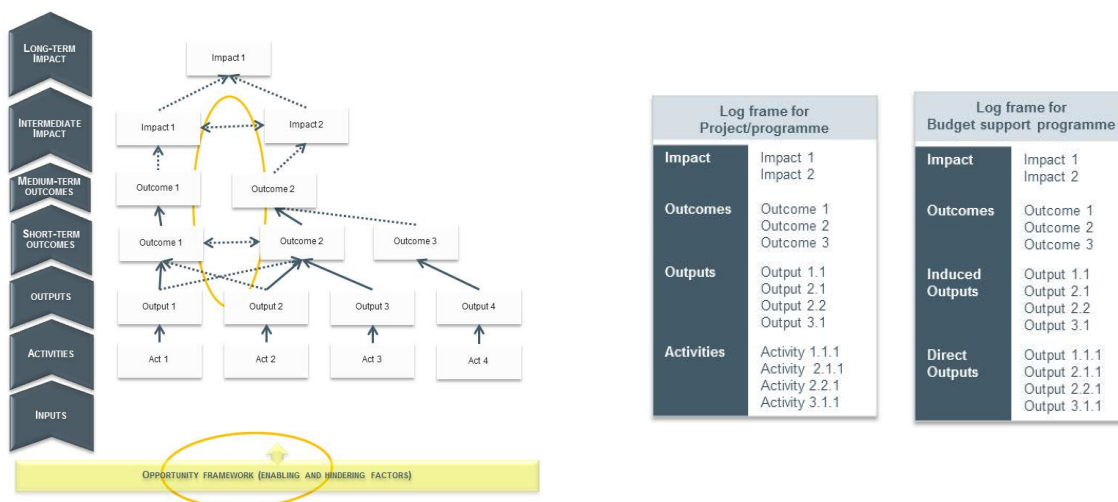 LONG-TERM
IMPACT
Impact 1
INTERMEDIATE
IMPACT
Impact 1
Impact 2
MEDIUM-TERM
OUTCOMES
Outcome 1
Outcome 2
SHORT-TERM
OUTCOMES
Outcome 1
Outcome 2
Outcome 3
OUTPUTS
Output 1
Output 2
Output 3
Output 4
ACTIVITIES
Act 1
Act 2
Act 3
Act 4
INPUTS
OPPORTUNITY FRAMEWORK (ENABLING AND HINDERING FACTORS)
Log frame for
Project/programme
Impact
Impact 1
Impact 2
Outcomes
Outcome 1
Outcome 2
Outcome 3
Outputs
Output 1.1
Output 2.1
Output 2.2
Output 3.1
Activities
Activity 1.1.1
Activity 2.1.1
Activity 2.2.1
Activity 3.1.1
Log frame for
Budget support programme
Impact
Impact 1
Impact 2
Outcomes
Outcome 1
Outcome 2
Outcome 3
Induced
Outputs
Output 1.1
Output 2.1
Output 2.2
Output 3.1
Direct
Outputs
Output 1.1.1
Output 2.1.1
Output 2.2.1
Output 3.1.1